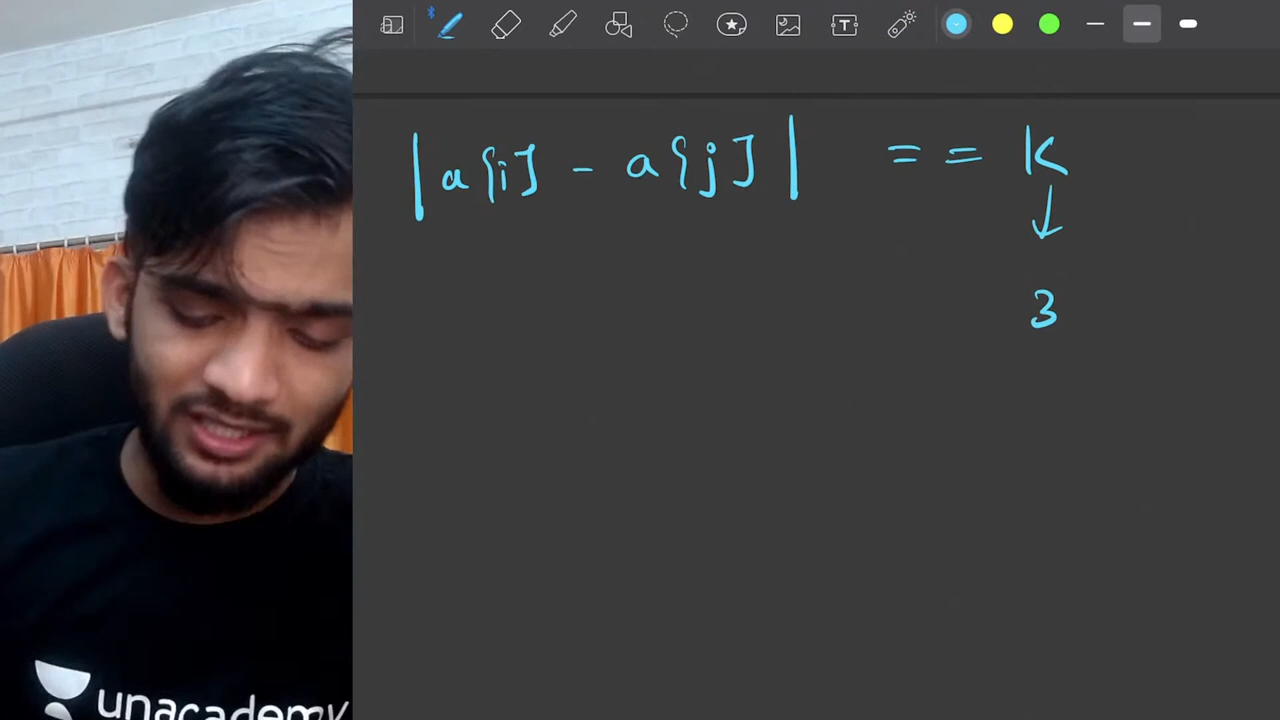 |a[i] - a[j]| == K
↓
3
unacademy